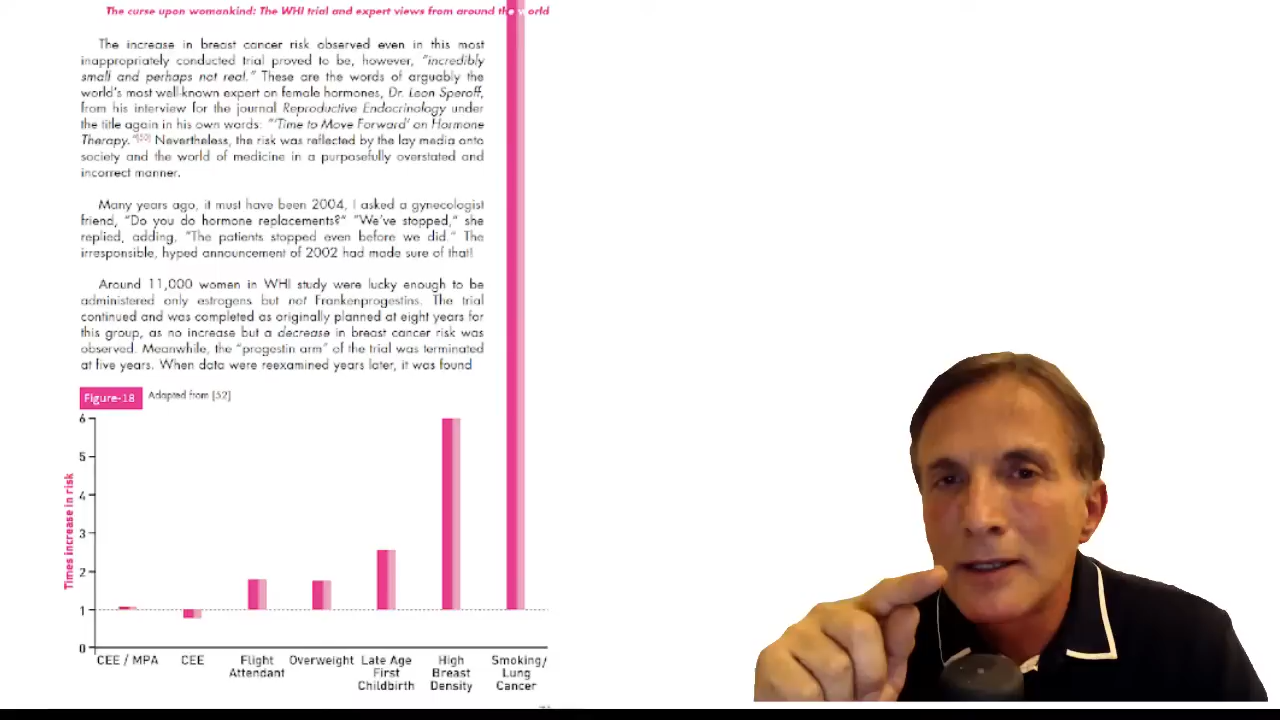 The curse upon womankind: The WHI trial and expert views from around the world
The increase in breast cancer risk observed even in this most
inappropriately conducted trial proved to be, however, "incredibly
small and perhaps not real." These are the words of arguably the
world's most well-known expert on female hormones, Dr. Leon Speroff,
from his interview for the journal Reproductive Endocrinology under
the title again in his own words: "'Time to Move Forward' on Hormone
Therapy."[50] Nevertheless, the risk was reflected by the lay media onto
society and the world of medicine in a purposefully overstated and
incorrect manner.
Many years ago, it must have been 2004, I asked a gynecologist
friend, "Do you do hormone replacements?" "We've stopped," she
replied, adding, "The patients stopped even before we did." The
irresponsible, hyped announcement of 2002 had made sure of that!
Around 11,000 women in WHI study were lucky enough to be
administered only estrogens but not Frankenprogestins. The trial
continued and was completed as originally planned at eight years for
this group, as no increase but a decrease in breast cancer risk was
observed. Meanwhile, the "progestin arm" of the trial was terminated
at five years. When data were reexamined years later, it was found
Figure-18 Adapted from [52]
Times increase in risk
6
5
4
3
2
1
0
CEE / MPA CEE Flight Overweight Late Age High Smoking/
Attendant First Breast Lung
Childbirth Density Cancer